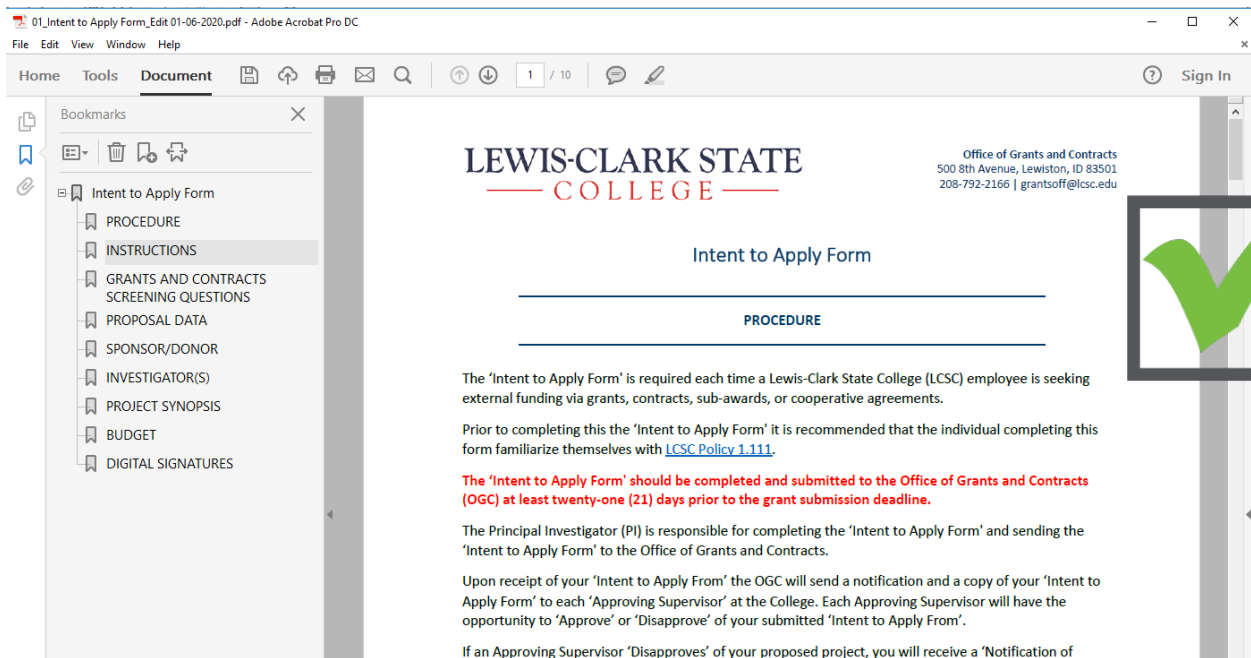 01_Intent to Apply Form_Edit 01-06-2020.pdf - Adobe Acrobat Pro DC
File Edit View Window Help
Home Tools Document 1 / 10 Sign In
Bookmarks
Intent to Apply Form
PROCEDURE
INSTRUCTIONS
GRANTS AND CONTRACTS
SCREENING QUESTIONS
PROPOSAL DATA
SPONSOR/DONOR
INVESTIGATOR(S)
PROJECT SYNOPSIS
BUDGET
DIGITAL SIGNATURES
LEWIS-CLARK STATE
COLLEGE
Office of Grants and Contracts
500 8th Avenue, Lewiston, ID 83501
208-792-2166 | grantsoff@lcsc.edu
Intent to Apply Form
PROCEDURE
The ‘Intent to Apply Form' is required each time a Lewis-Clark State College (LCSC) employee is seeking
external funding via grants, contracts, sub-awards, or cooperative agreements.
Prior to completing this the ‘Intent to Apply Form' it is recommended that the individual completing this
form familiarize themselves with LCSC Policy 1.111.
The ‘Intent to Apply Form' should be completed and submitted to the Office of Grants and Contracts
(OGC) at least twenty-one (21) days prior to the grant submission deadline.
The Principal Investigator (PI) is responsible for completing the ‘Intent to Apply Form' and sending the
‘Intent to Apply Form' to the Office of Grants and Contracts.
Upon receipt of your ‘Intent to Apply From’ the OGC will send a notification and a copy of your ‘Intent to
Apply Form’ to each ‘Approving Supervisor’ at the College. Each Approving Supervisor will have the
opportunity to ‘Approve’ or ‘Disapprove’ of your submitted ‘Intent to Apply From’.
If an Approving Supervisor ‘Disapproves’ of your proposed project, you will receive a ‘Notification of